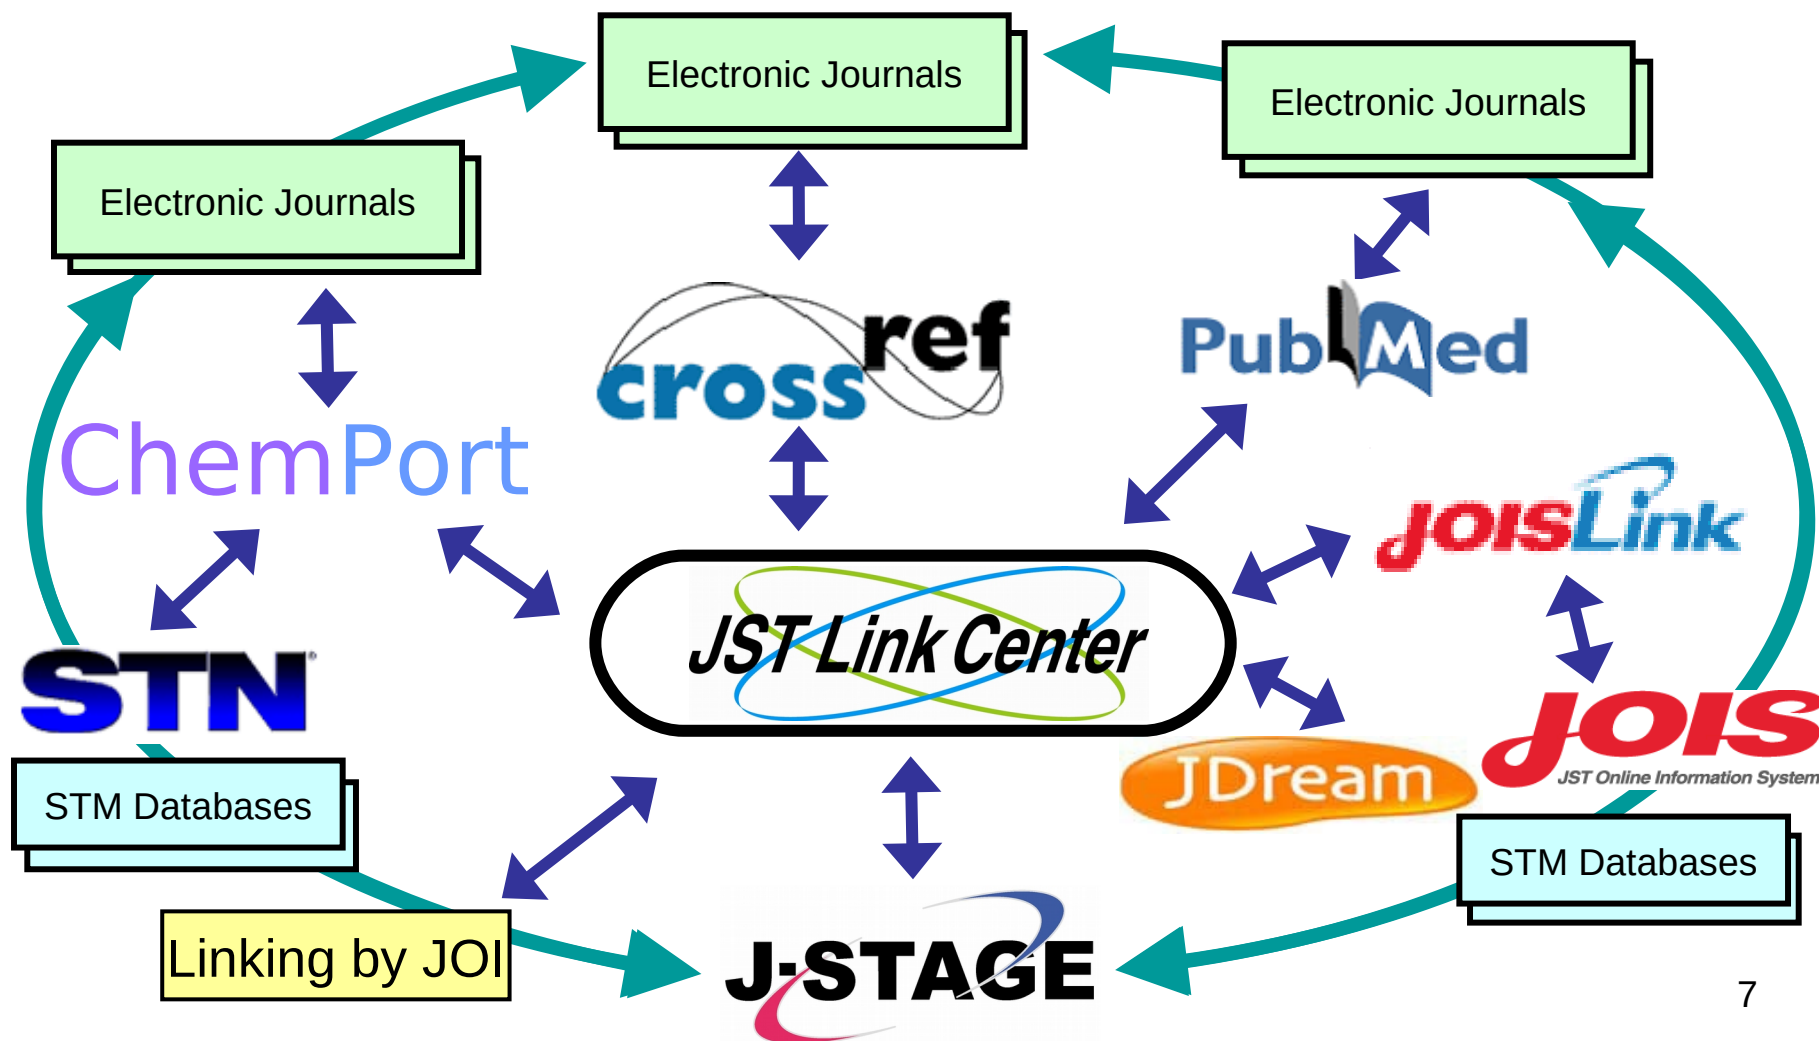 Electronic Journals
Electronic Journals
Electronic Journals
crossref
PubMed
ChemPort
JOISLink
JST Link Center
STN®
JOIS
JST Online Information System
JDream
STM Databases
STM Databases
Linking by JOI
J-STAGE
7